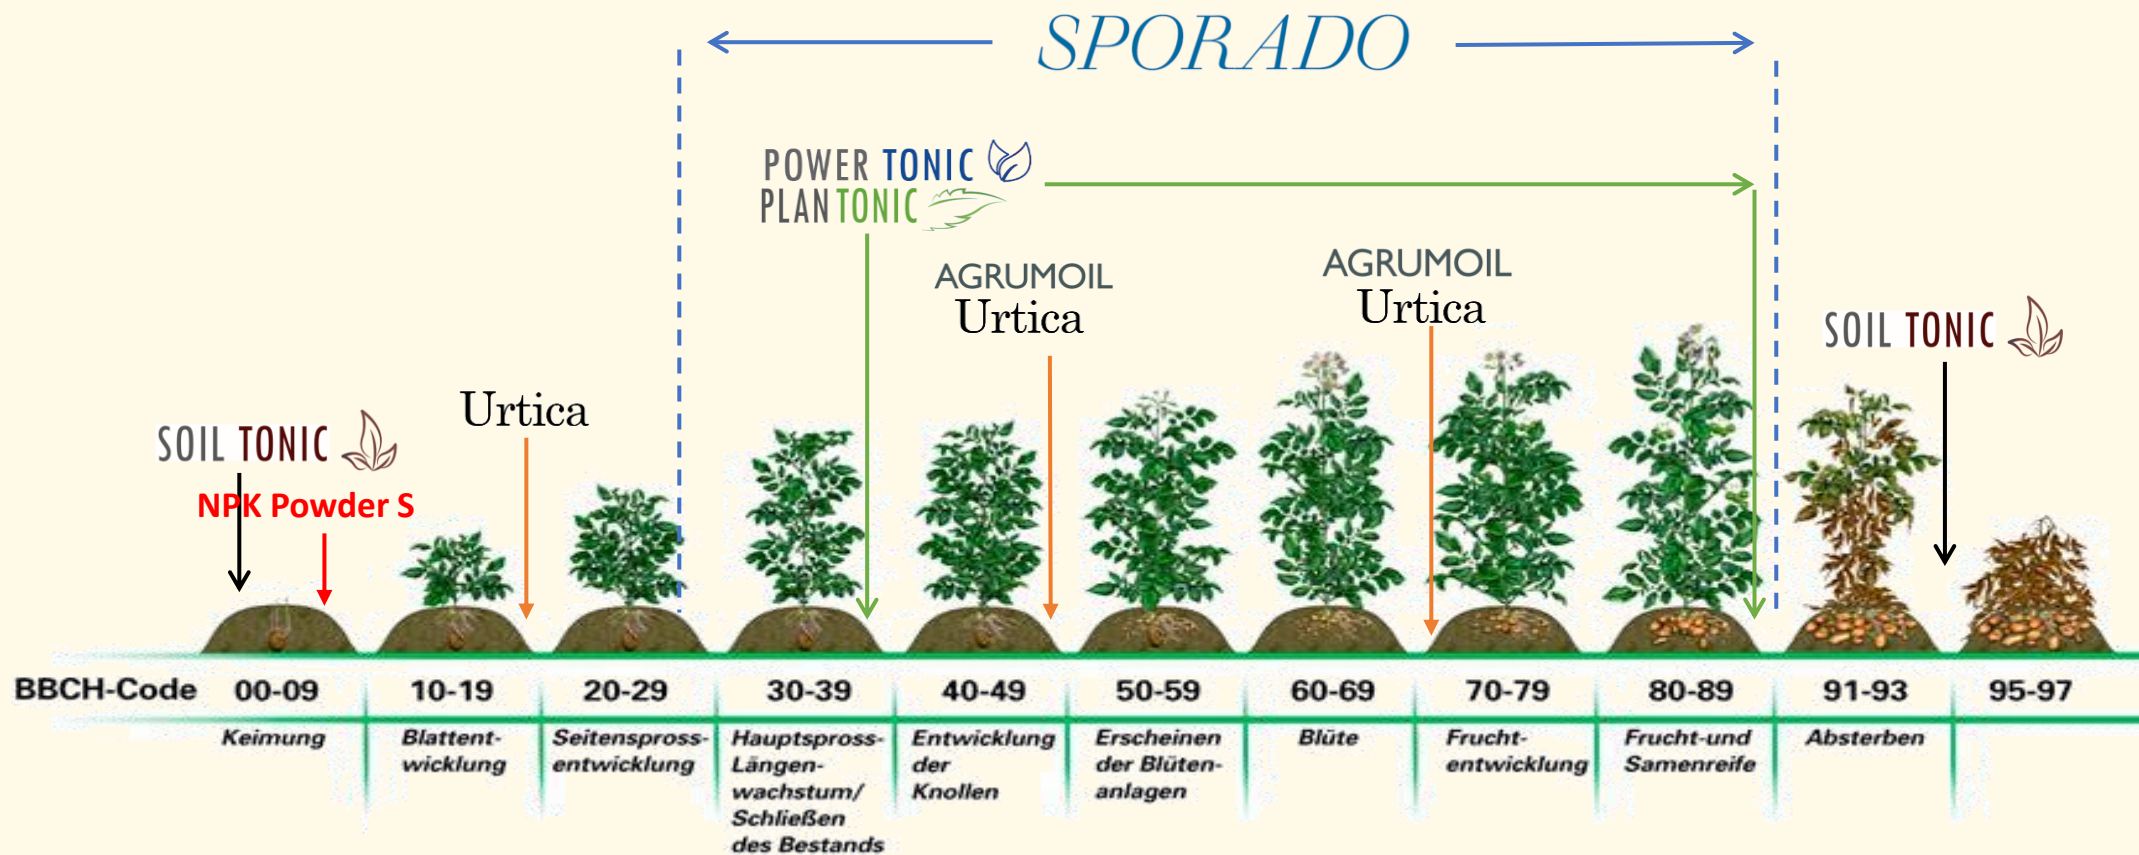 SPORADO
POWER TONIC
PLANTONIC
AGRUMOIL
Urtica
AGRUMOIL
Urtica
SOIL TONIC
Urtica
SOIL TONIC
NPK Powder S
BBCH-Code 00-09 10-19 20-29 30-39 40-49 50-59 60-69 70-79 80-89 91-93 95-97
Keimung
Blattent-
wicklung
Seitenspross-
entwicklung
Hauptspross-
Längen-
wachstum/
Schließen
des Bestands
Entwicklung
der
Knollen
Erscheinen
der Blüten-
anlagen
Blüte
Frucht-
entwicklung
Frucht-und
Samenreife
Absterben